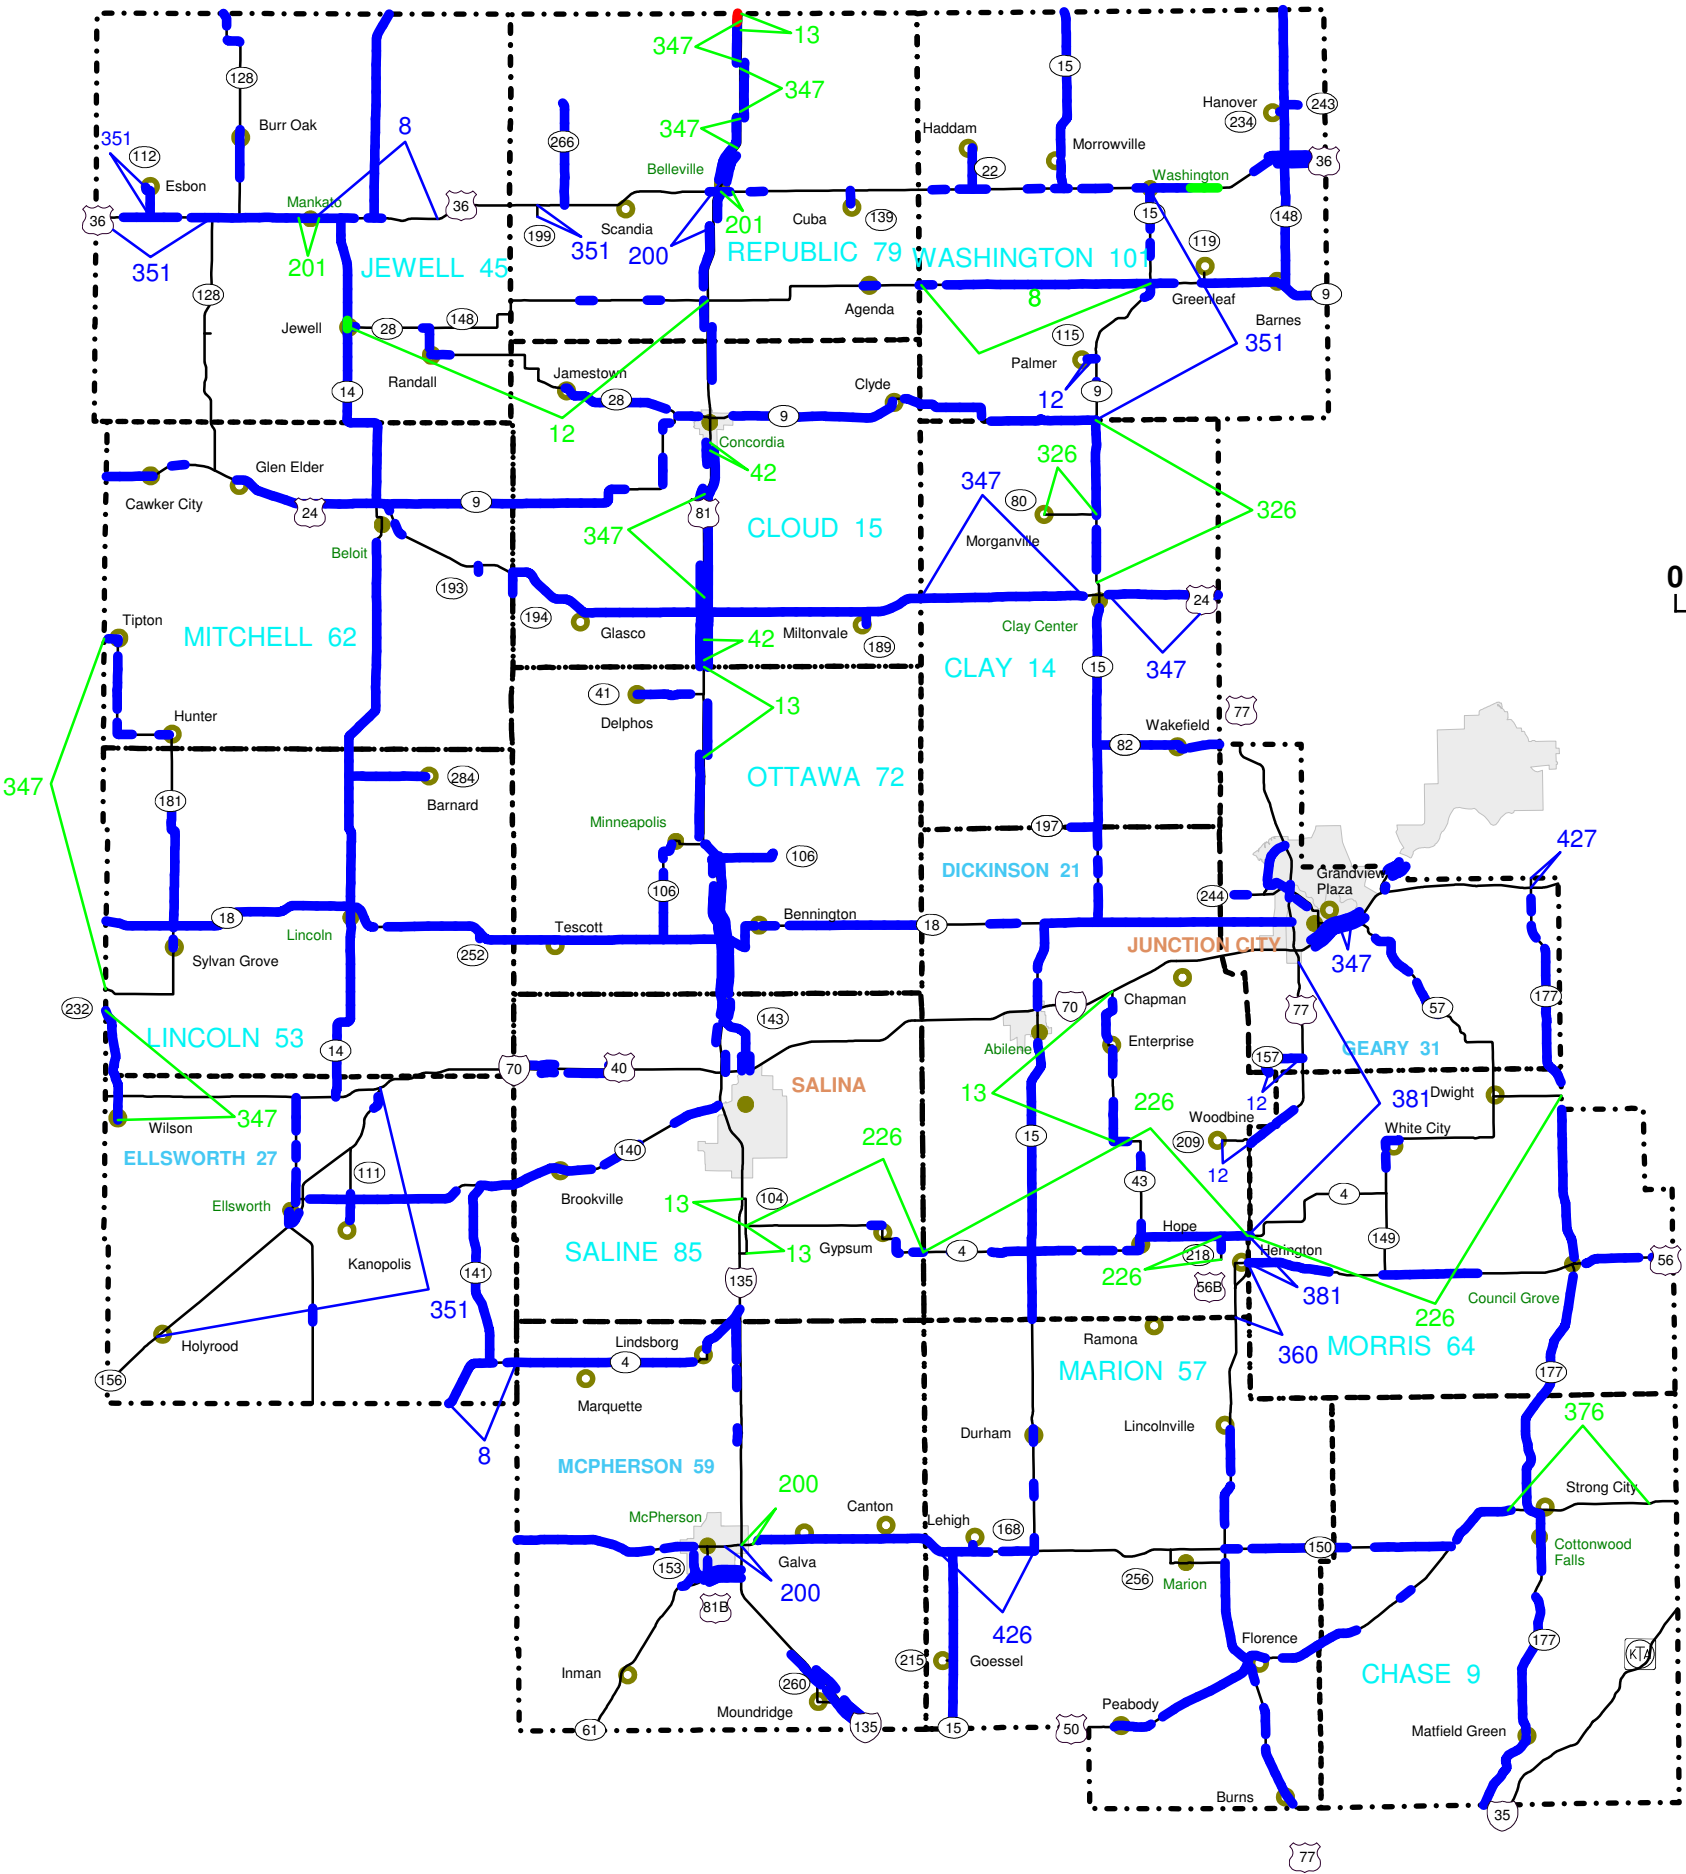 13
347
15
128
347
Hanover
243
266
234
Burr Oak
8
347
Haddam
351
Morrowville
112
36
Belleville
22
Washington
Esbon
Mankato
36
36
15
148
199
Scandia
201
Cuba
139
119
351
200
REPUBLIC 79
WASHINGTON 101
351
201
JEWELL 45
128
8
Greenleaf
9
Agenda
Barnes
Jewell
28
148
115
351
Palmer
Randall
Jamestown
Clyde
14
28
9
9
12
12
Concordia
326
42
Glen Elder
347
Cawker City
9
80
24
81
326
CLOUD 15
347
Morganville
Beloit
193
24
194
Tipton
Glasco
Miltonvale
Clay Center
MITCHELL 62
42
189
CLAY 14
15
347
41
13
77
Hunter
Delphos
Wakefield
82
284
OTTAWA 72
347
Barnard
181
Minneapolis
197
427
106
DICKINSON 21
Grandview
Plaza
106
244
Bennington
18
18
Tescott
Lincoln
JUNCTION CITY
252
Sylvan Grove
347
177
Chapman
232
70
77
57
143
LINCOLN 53
Abilene
Enterprise
14
GEARY 31
157
70
40
SALINA
13
Dwight
12
381
226
347
Woodbine
Wilson
White City
226
15
209
140
ELLSWORTH 27
111
12
43
Brookville
104
4
Ellsworth
13
Hope
149
SALINE 85
Gypsum
4
218
Herington
13
56
Kanopolis
141
226
135
56B
381
Council Grove
351
226
Ramona
Lindsborg
Holyrood
360
MORRIS 64
4
MARION 57
156
177
Marquette
376
Lincolnville
Durham
8
MCPHERSON 59
200
Strong City
Canton
McPherson
Lehigh
168
150
Cottonwood
Falls
Galva
153
256
Marion
200
81B
426
Florence
177
KTA
215
Goessel
Inman
CHASE 9
260
Peabody
Moundridge
61
135
15
50
Matfield Green
Burns
35
77
0